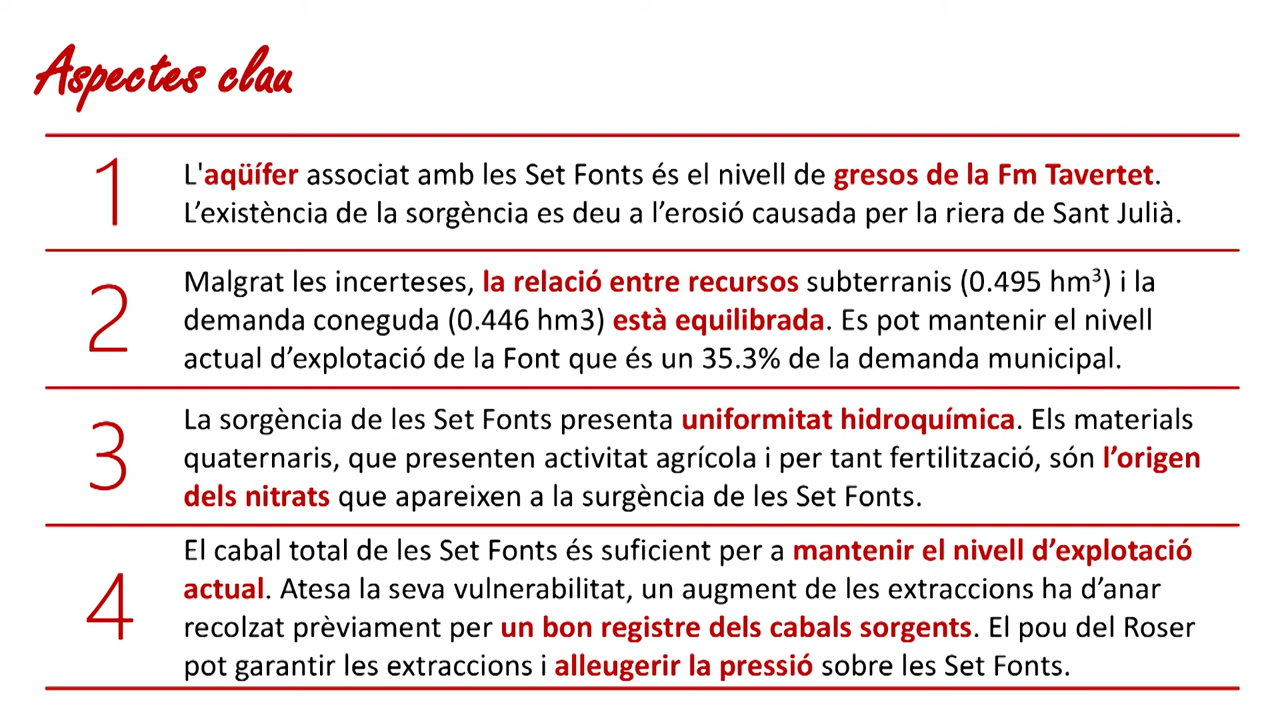 Aspectes clau
1
L'aqüífer associat amb les Set Fonts és el nivell de gresos de la Fm Tavertet.
L’existència de la sorgència es deu a l’erosió causada per la riera de Sant Julià.
2
Malgrat les incerteses, la relació entre recursos subterranis (0.495 hm³) i la
demanda coneguda (0.446 hm3) està equilibrada. Es pot mantenir el nivell
actual d’explotació de la Font que és un 35.3% de la demanda municipal.
3
La sorgència de les Set Fonts presenta uniformitat hidroquímica. Els materials
quaternaris, que presenten activitat agrícola i per tant fertilització, són l’origen
dels nitrats que apareixen a la surgència de les Set Fonts.
4
El cabal total de les Set Fonts és suficient per a mantenir el nivell d’explotació
actual. Atesa la seva vulnerabilitat, un augment de les extraccions ha d’anar
recolzat prèviament per un bon registre dels cabals sorgents. El pou del Roser
pot garantir les extraccions i alleugerir la pressió sobre les Set Fonts.